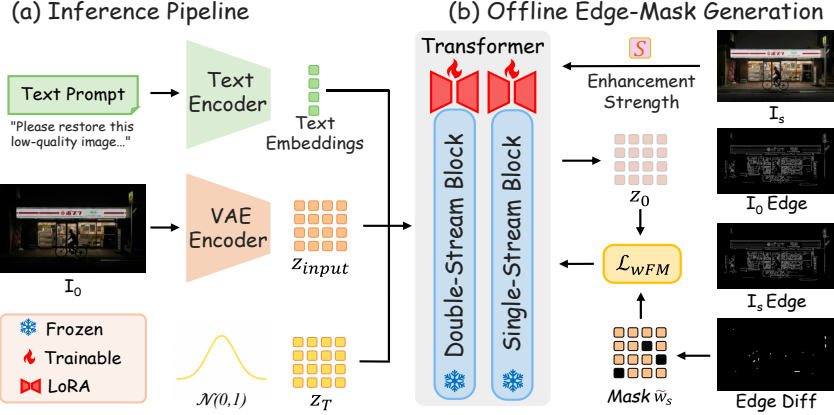 (a) Inference Pipeline
(b) Offline Edge-Mask Generation
Text Prompt
"Please restore this
low-quality image..."
Text
Encoder
Text
Embeddings
Transformer
S
Enhancement
Strength
I_s
I_0
VAE
Encoder
z_input
Double-Stream Block
Single-Stream Block
z_0
I_0 Edge
ℒ_wFM
I_s Edge
Frozen
Trainable
LoRA
𝒩(0,1)
z_T
Mask w̃_s
Edge Diff